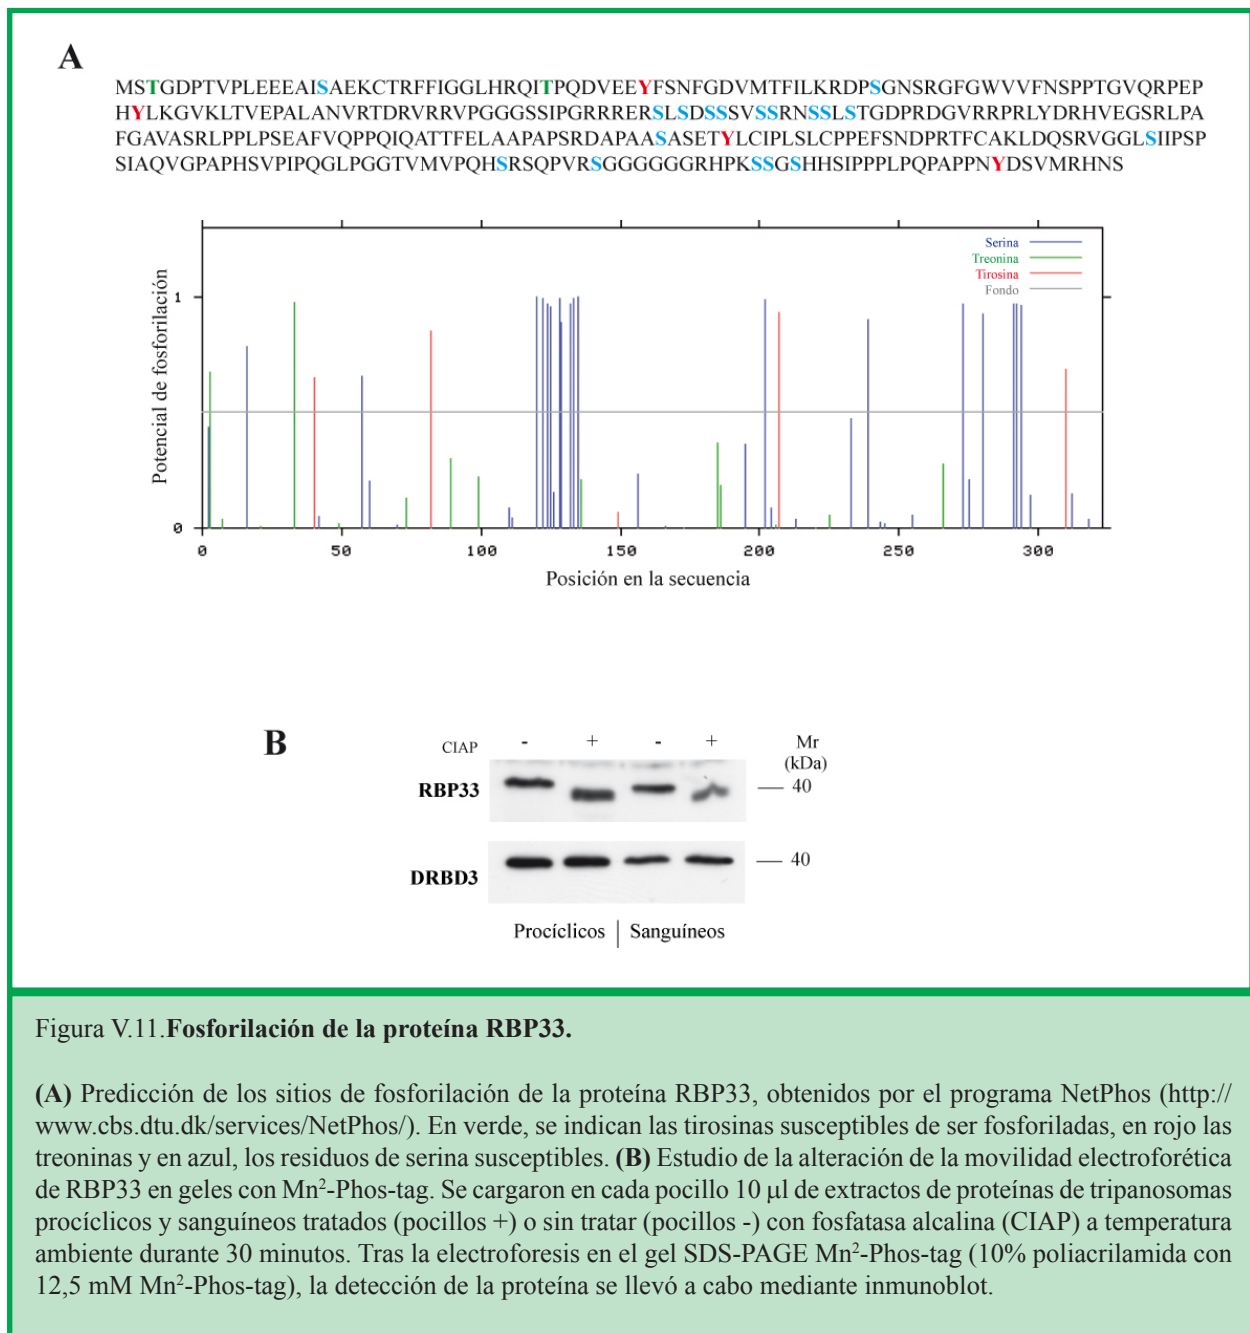 A
MSTGDPTVPLEEEAISAEKCTRFFIGGLHRQITPQDVEEYFSNFGDVMTFILKRDPSGNSRGFGWVVVFNSPPTGVQRPEP
HYLKGVKLTVEPALANVRTDRVRRVPGGGSSIPGRRRERSLSDSSSVSSRNSSLSTGDPRDGVRRPRLYDRHVEGSRLPA
FGAVASRLPPLPSEAFVQPPQIQATTFELAAPAPSRDAPAASASETYLCIPLSLCPPEFSNDPRTFCAKLDQSRVGGLSIIPSP
SIAQVGPAPHSVPIPQGLPGGTVMVPQHSRSQPVRSGGGGGGRHPKSSGSHHSIPPPLPQPAPPNYDSVMRHNS
Serina
Treonina
Tirosina
Fondo
Potencial de fosforilación
1
0
0 50 100 150 200 250 300
Posición en la secuencia
B
CIAP - + - + Mr
(kDa)
RBP33 40
DRBD3 40
Procíclicos Sanguíneos
Figura V.11.Fosforilación de la proteína RBP33.
(A) Predicción de los sitios de fosforilación de la proteína RBP33, obtenidos por el programa NetPhos (http://
www.cbs.dtu.dk/services/NetPhos/). En verde, se indican las tirosinas susceptibles de ser fosforiladas, en rojo las
treoninas y en azul, los residuos de serina susceptibles. (B) Estudio de la alteración de la movilidad electroforética
de RBP33 en geles con Mn²-Phos-tag. Se cargaron en cada pocillo 10 µl de extractos de proteínas de tripanosomas
procíclicos y sanguíneos tratados (pocillos +) o sin tratar (pocillos -) con fosfatasa alcalina (CIAP) a temperatura
ambiente durante 30 minutos. Tras la electroforesis en el gel SDS-PAGE Mn²-Phos-tag (10% poliacrilamida con
12,5 mM Mn²-Phos-tag), la detección de la proteína se llevó a cabo mediante inmunoblot.